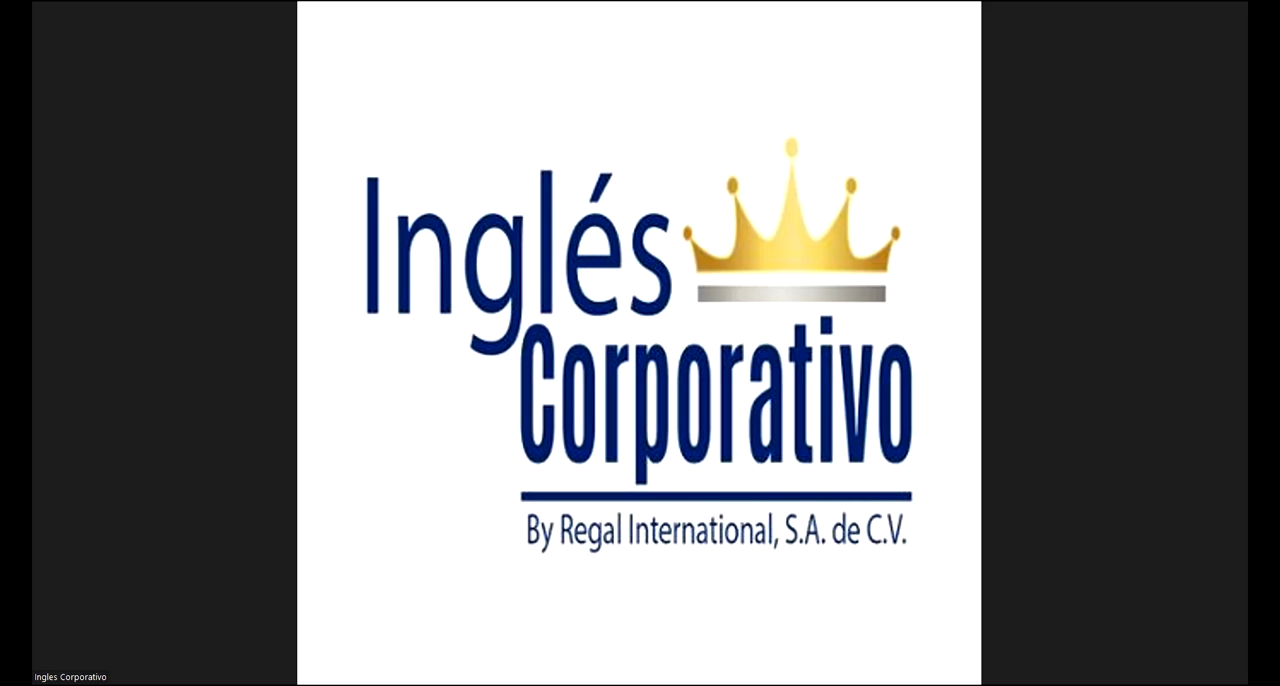 Inglés
Corporativo
By Regal International, S.A. de C.V.
Ingles Corporativo